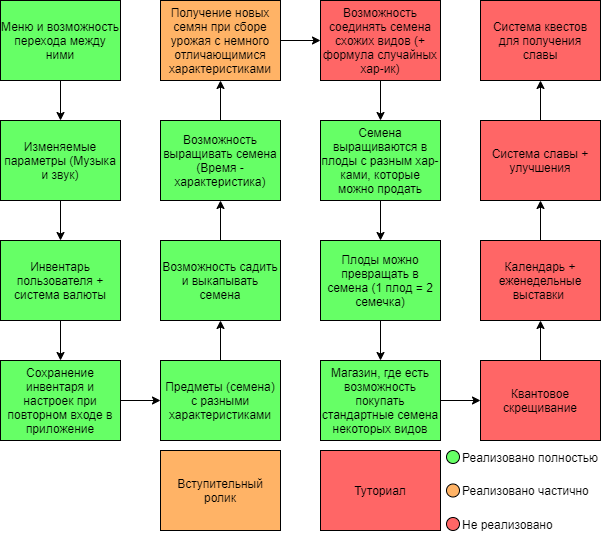 Меню и возможность
перехода между
ними
Изменяемые
параметры (Музыка
и звук)
Инвентарь
пользователя +
система валюты
Сохранение
инвентаря и
настроек при
повторном входе в
приложение
Предметы (семена)
с разными
характеристиками
Возможность садить
и выкапывать
семена
Возможность
выращивать семена
(Время -
характеристика)
Получение новых
семян при сборе
урожая с немного
отличающимися
характеристиками
Возможность
соединять семена
схожих видов (+
формула случайных
хар-ик)
Семена
выращиваются в
плоды с разным хар-
ками, которые
можно продать
Плоды можно
превращать в
семена (1 плод = 2
семечка)
Магазин, где есть
возможность
покупать
стандартные семена
некоторых видов
Квантовое
скрещивание
Календарь +
еженедельные
выставки
Система славы +
улучшения
Система квестов
для получения
славы
Вступительный
ролик
Туториал
Реализовано полностью
Реализовано частично
Не реализовано